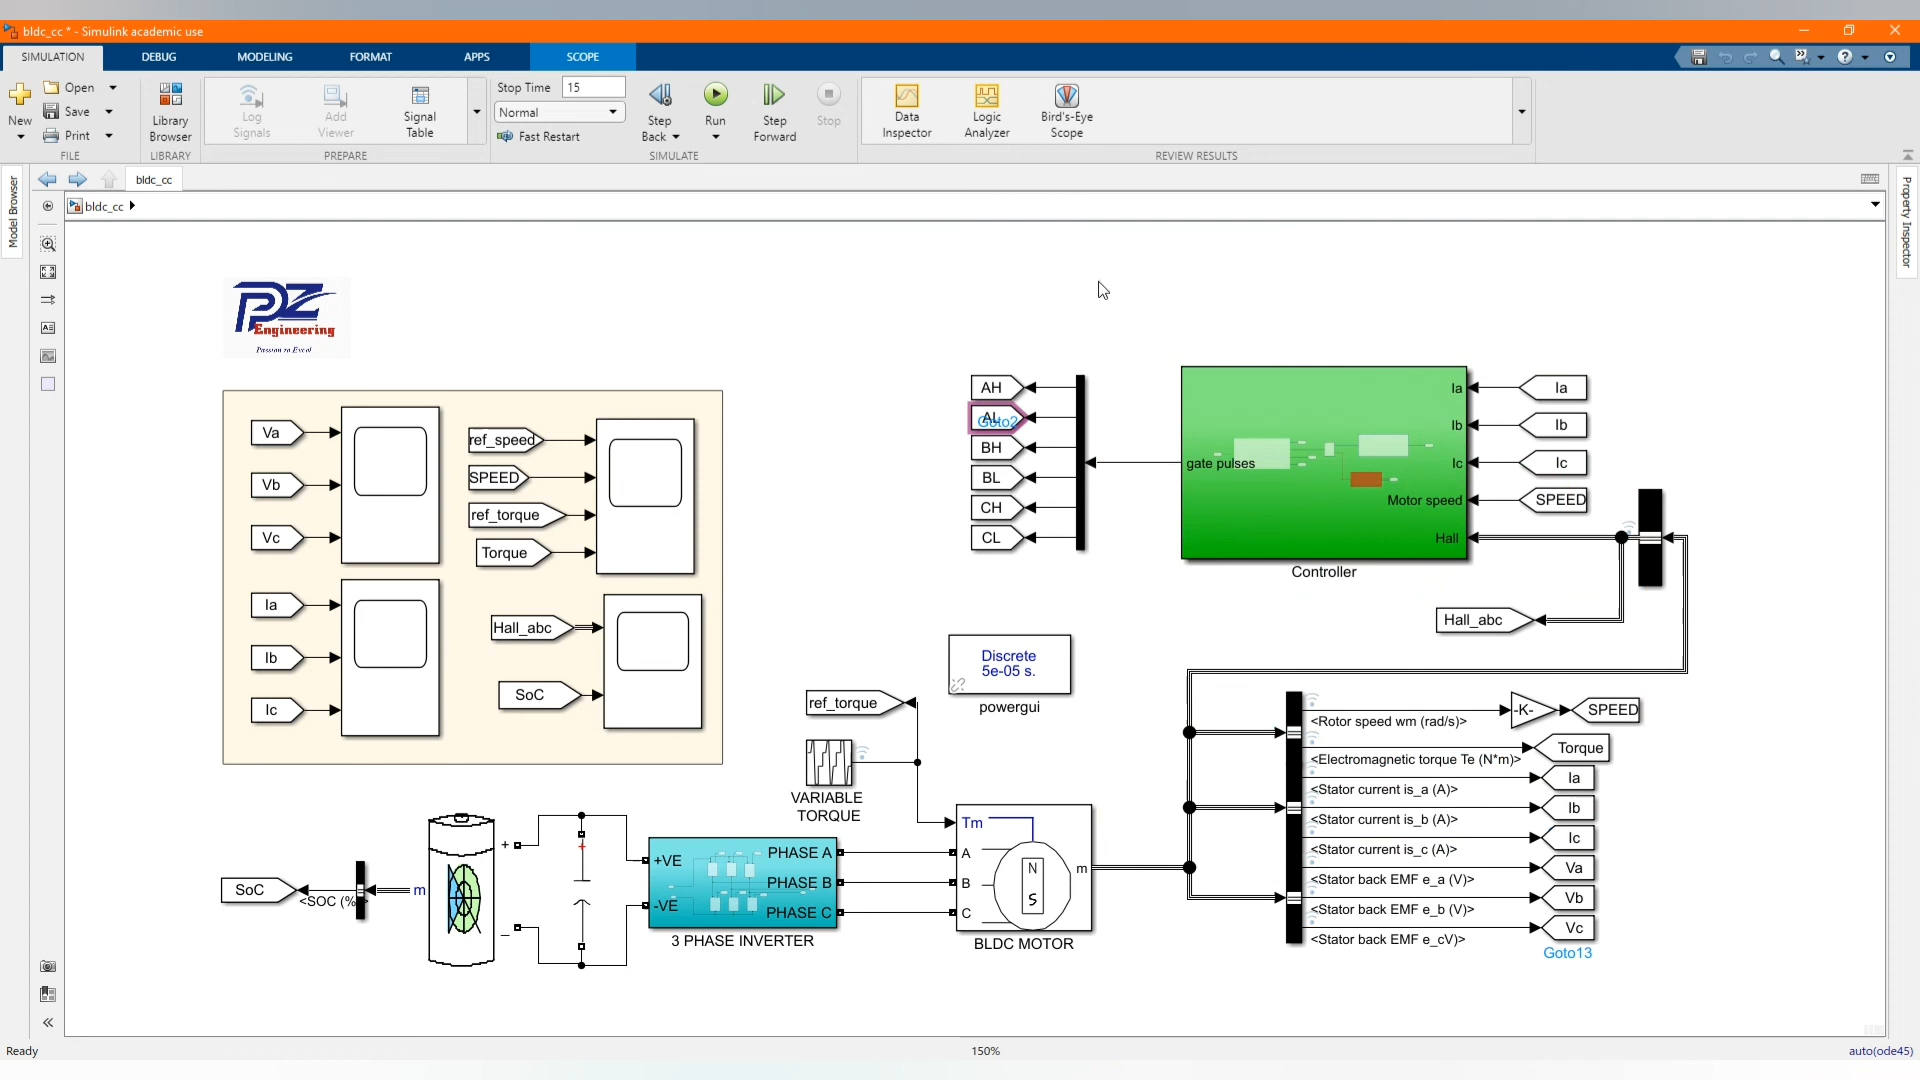 bldc_cc * - Simulink academic use
SIMULATION
DEBUG
MODELING
FORMAT
APPS
SCOPE
New
Open
Save
Print
FILE
Library
Browser
LIBRARY
Log
Signals
Add
Viewer
Signal
Table
PREPARE
Stop Time 15
Normal
Fast Restart
Step
Back
Run
Step
Forward
Stop
SIMULATE
Data
Inspector
Logic
Analyzer
Bird's-Eye
Scope
REVIEW RESULTS
Model Browser
bldc_cc
bldc_cc
Property Inspector
PZ
Engineering
Passion to Excel
Va
Vb
Vc
Ia
Ib
Ic
ref_speed
SPEED
ref_torque
Torque
Hall_abc
SoC
AH
AL
Goto2
BH
BL
CH
CL
gate pulses
Ia
Ib
Ic
Motor speed
Hall
Controller
Ia
Ib
Ic
SPEED
Hall_abc
Discrete
5e-05 s.
powergui
ref_torque
VARIABLE
TORQUE
SoC
<SOC (%
>
m
+
_
+
+VE
-VE
PHASE A
PHASE B
PHASE C
3 PHASE INVERTER
Tm
A
B
C
N
S
m
BLDC MOTOR
<Rotor speed wm (rad/s)>
-K-
SPEED
<Electromagnetic torque Te (N*m)>
Torque
<Stator current is_a (A)>
Ia
<Stator current is_b (A)>
Ib
<Stator current is_c (A)>
Ic
<Stator back EMF e_a (V)>
Va
<Stator back EMF e_b (V)>
Vb
<Stator back EMF e_cV)>
Vc
Goto13
Ready
150%
auto(ode45)